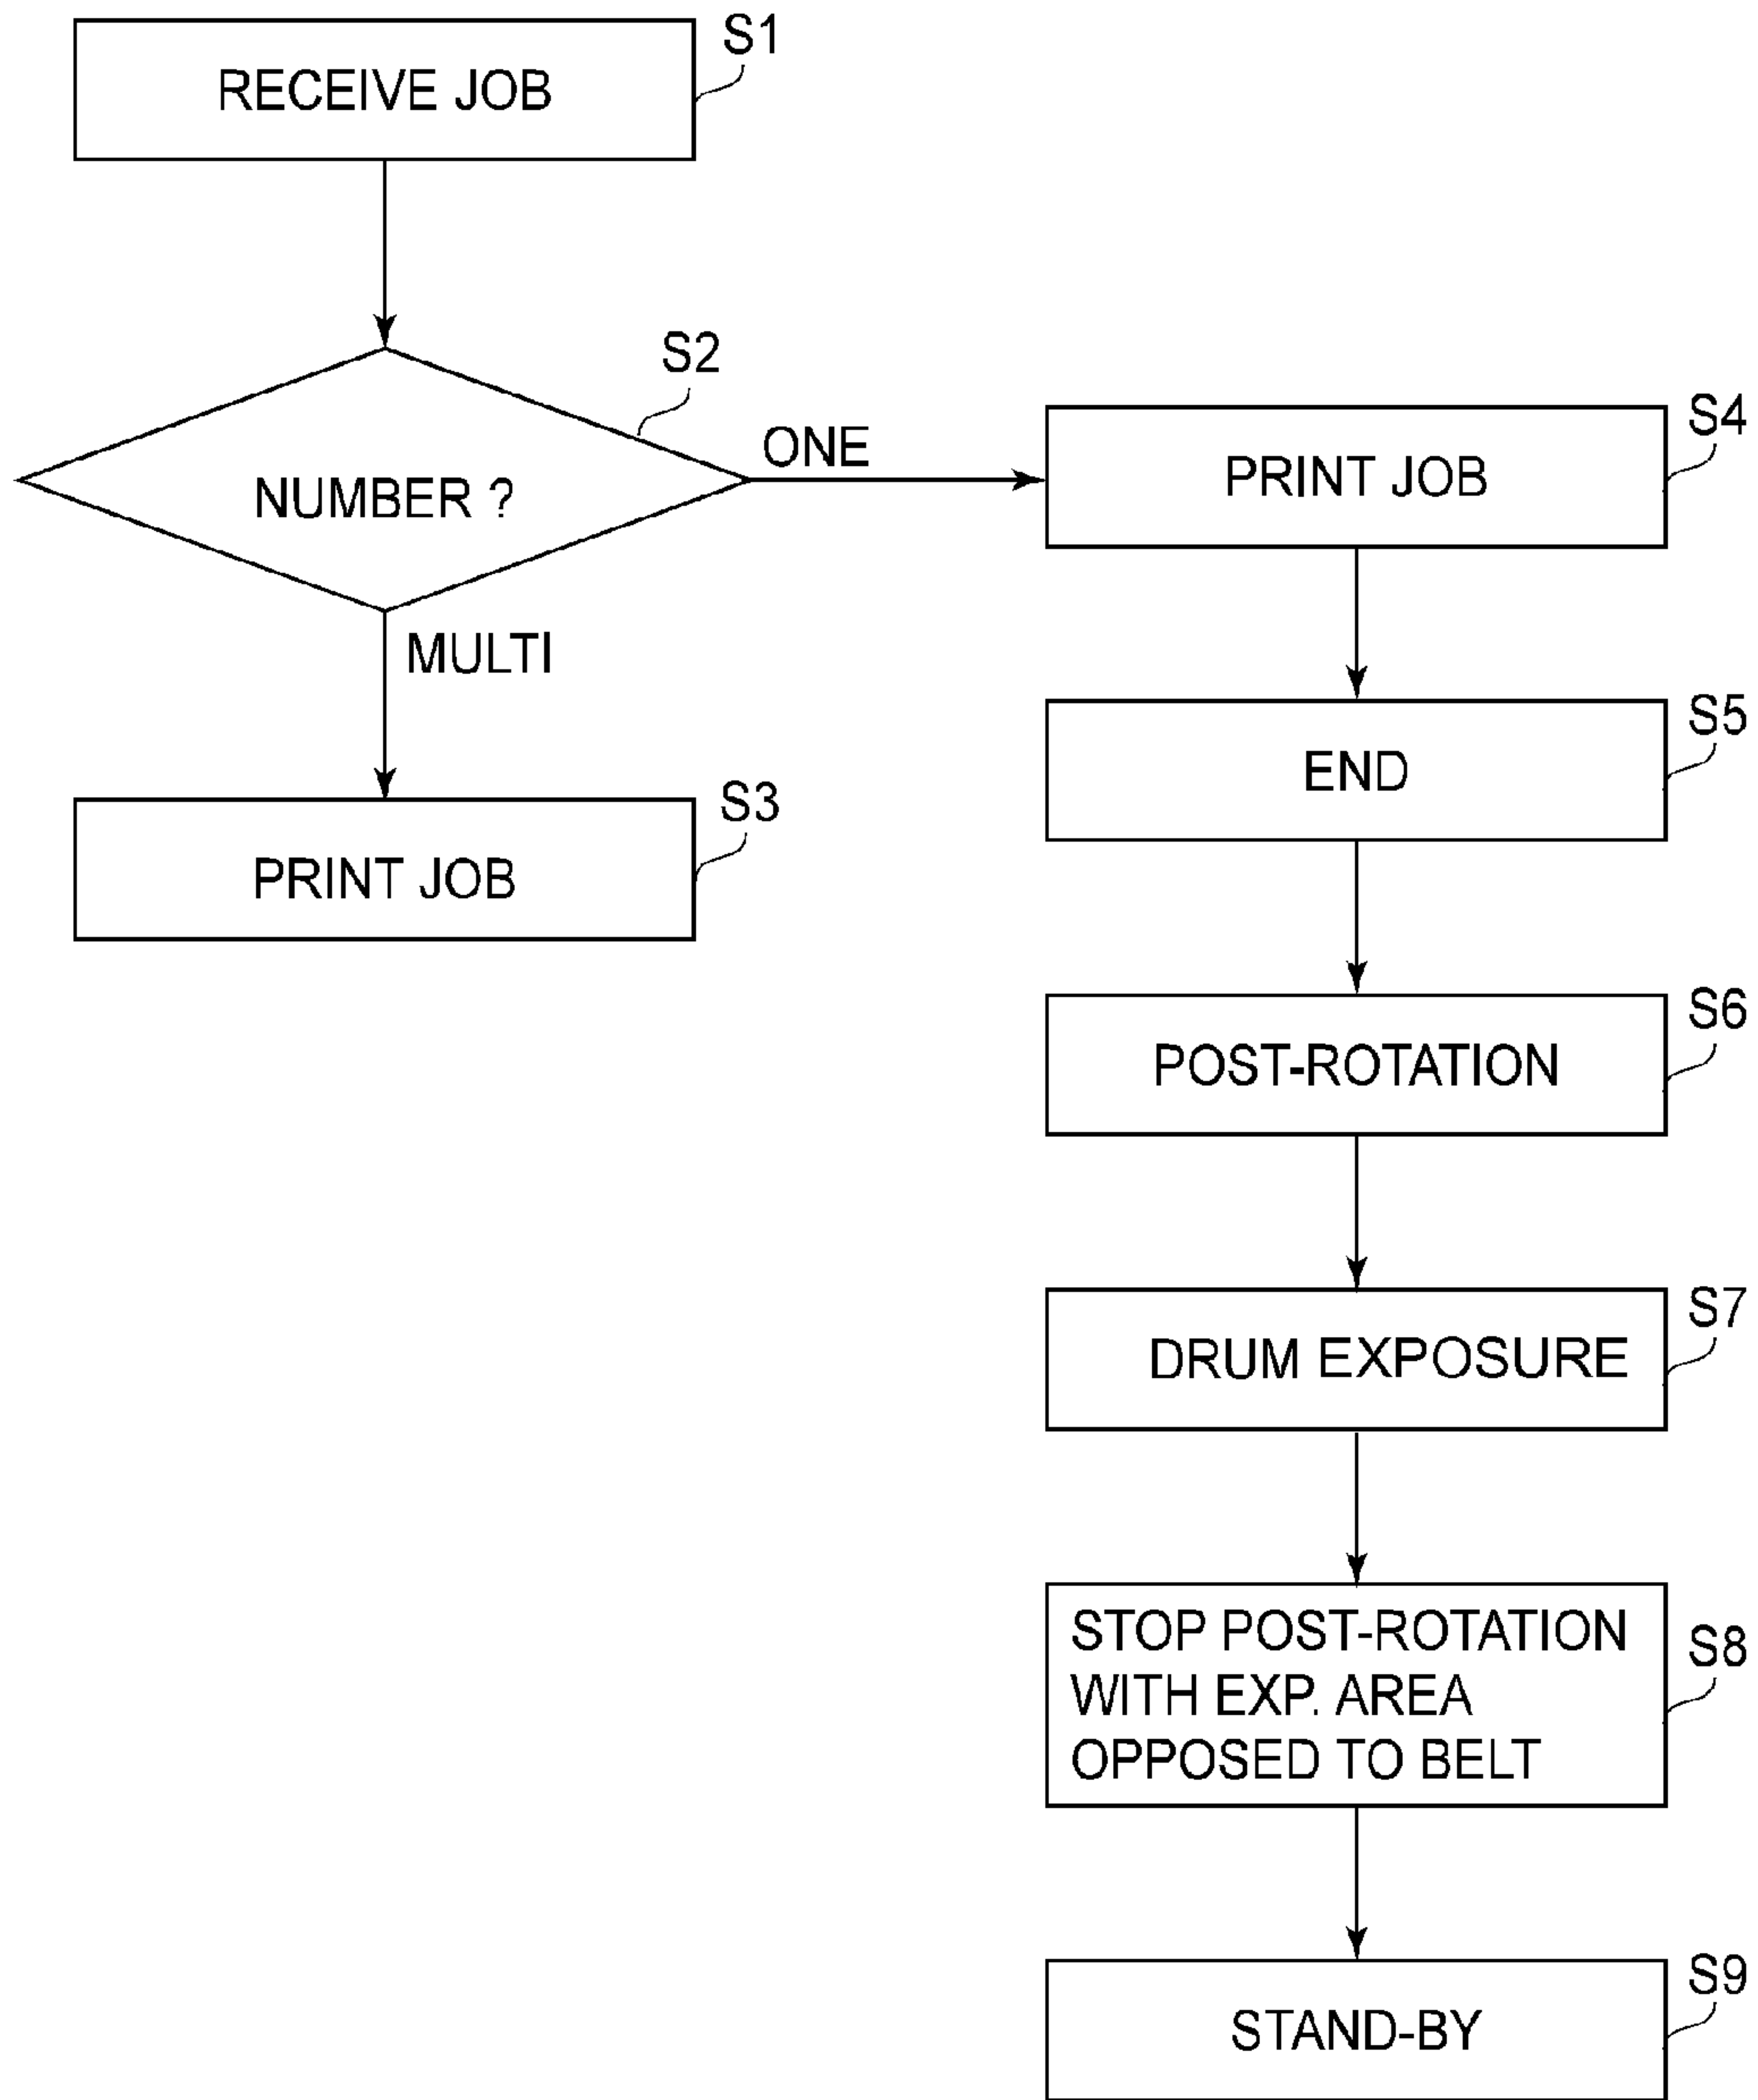 RECEIVE JOB
S1
NUMBER ?
S2
ONE
MULTI
PRINT JOB
S3
PRINT JOB
S4
END
S5
POST-ROTATION
S6
DRUM EXPOSURE
S7
STOP POST-ROTATION
WITH EXP. AREA
OPPOSED TO BELT
S8
STAND-BY
S9